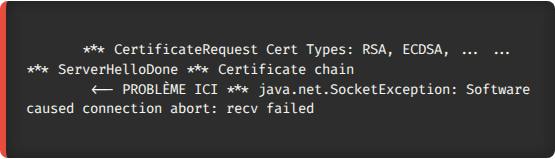 *** CertificateRequest Cert Types: RSA, ECDSA, ... ...
*** ServerHelloDone *** Certificate chain
<-- PROBLÈME ICI *** java.net.SocketException: Software
caused connection abort: recv failed